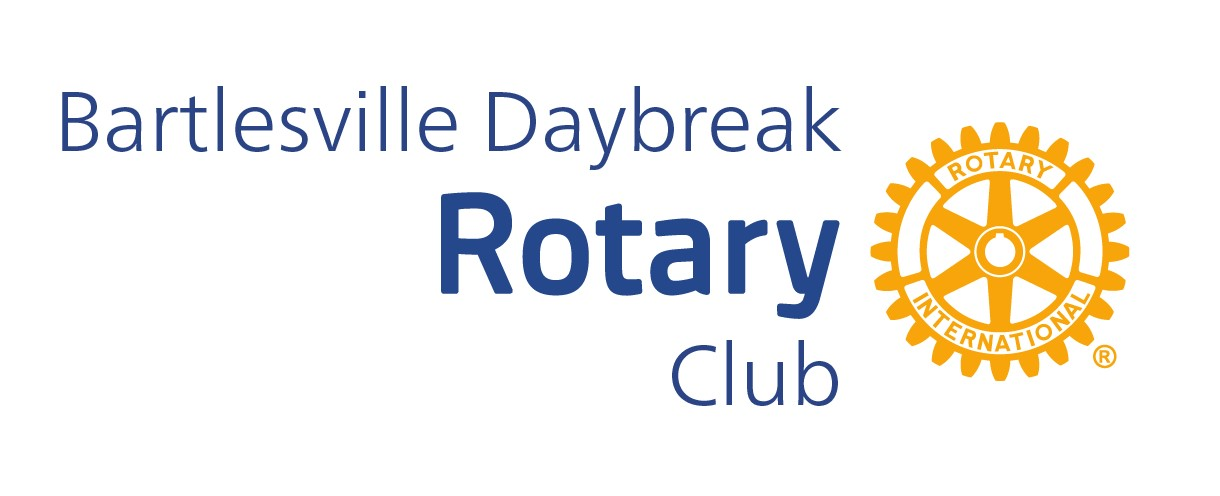 Bartlesville Daybreak
Rotary
Club
ROTARY
INTERNATIONAL
®